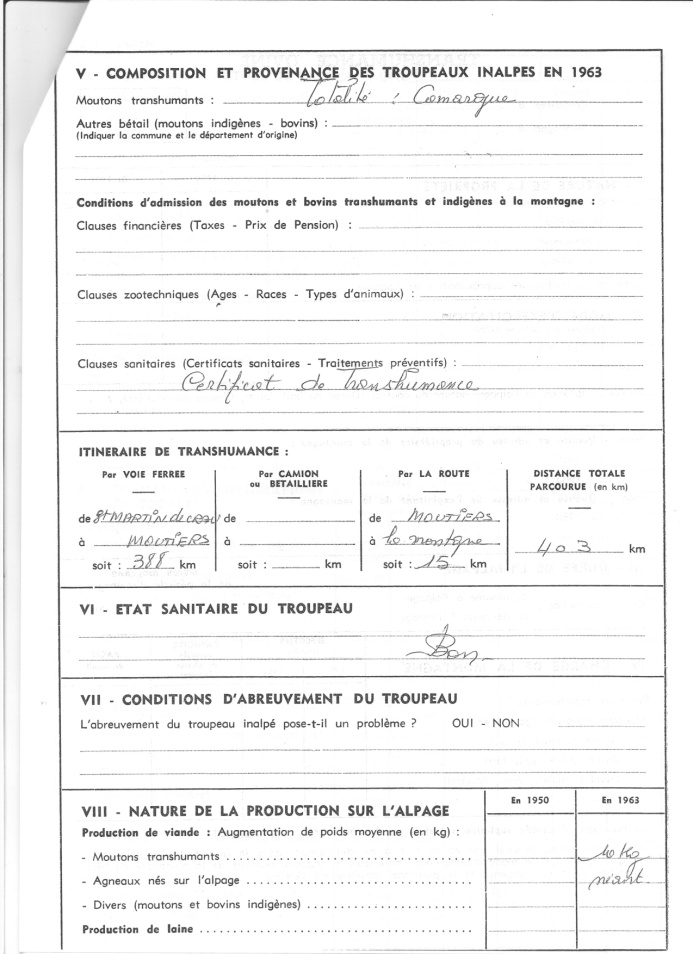 V - COMPOSITION ET PROVENANCE DES TROUPEAUX INALPES EN 1963
Moutons transhumants : Totalité : Camargue
Autres bétail (moutons indigènes - bovins) :
(Indiquer la commune et le département d'origine)
Conditions d'admission des moutons et bovins transhumants et indigènes à la montagne :
Clauses financières (Taxes - Prix de Pension) :
Clauses zootechniques (Ages - Races - Types d'animaux) :
Clauses sanitaires (Certificats sanitaires - Traitements préventifs) :
Certificat de Transhumance
ITINERAIRE DE TRANSHUMANCE :
Par VOIE FERREE Par CAMION ou BETAILLIERE Par LA ROUTE DISTANCE TOTALE PARCOURUE (en km)
de St MARTIN de CRAU de de MOUTIERS
à MOUTIERS à à la montagne 403 km
soit : 388 km soit : km soit : 15 km
VI - ETAT SANITAIRE DU TROUPEAU
Bon
VII - CONDITIONS D'ABREUVEMENT DU TROUPEAU
L'abreuvement du troupeau inalpé pose-t-il un problème ? OUI - NON
VIII - NATURE DE LA PRODUCTION SUR L'ALPAGE En 1950 En 1963
Production de viande : Augmentation de poids moyenne (en kg) :
- Moutons transhumants 10 kg
- Agneaux nés sur l'alpage néant
- Divers (moutons et bovins indigènes)
Production de laine